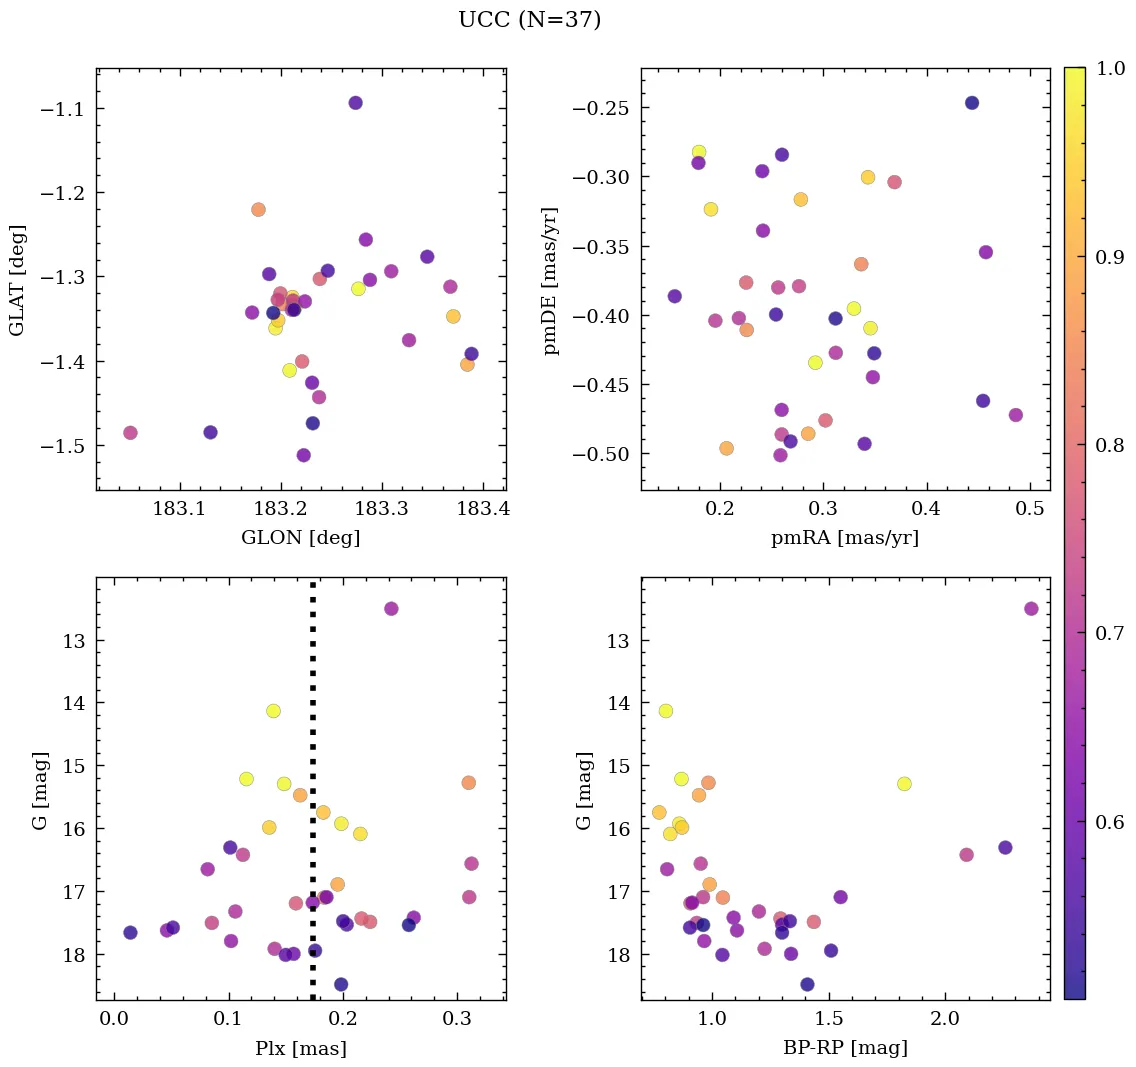 UCC (N=37)
−1.1
−1.2
−1.3
−1.4
−1.5
GLAT [deg]
183.1 183.2 183.3 183.4
GLON [deg]
−0.25
−0.30
−0.35
−0.40
−0.45
−0.50
pmDE [mas/yr]
0.2 0.3 0.4 0.5
pmRA [mas/yr]
1.0
0.9
0.8
0.7
0.6
13
14
15
16
17
18
G [mag]
0.0 0.1 0.2 0.3
Plx [mas]
13
14
15
16
17
18
G [mag]
1.0 1.5 2.0
BP-RP [mag]